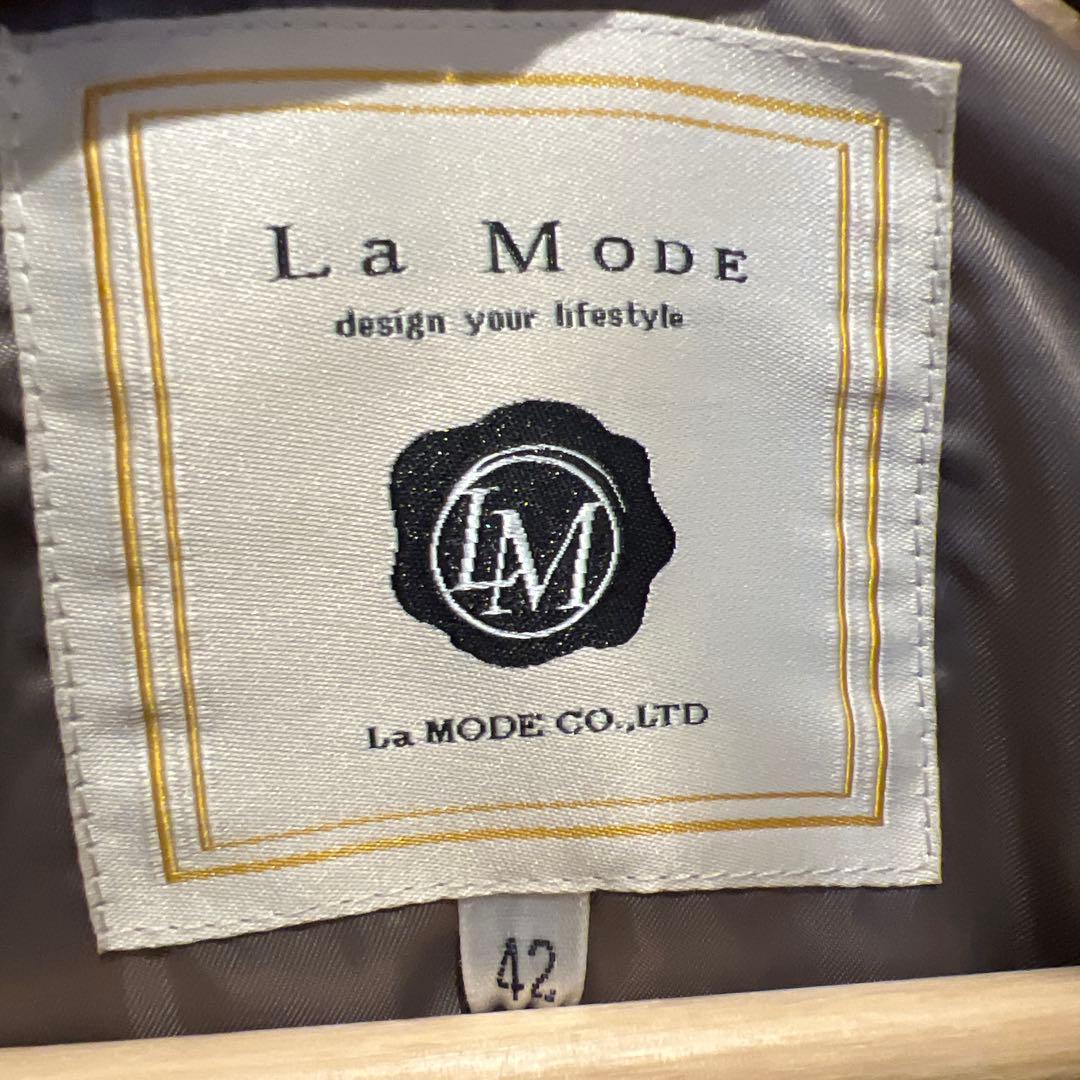 La MODE
design your lifestyle
LM
La MODE CO.,LTD
42